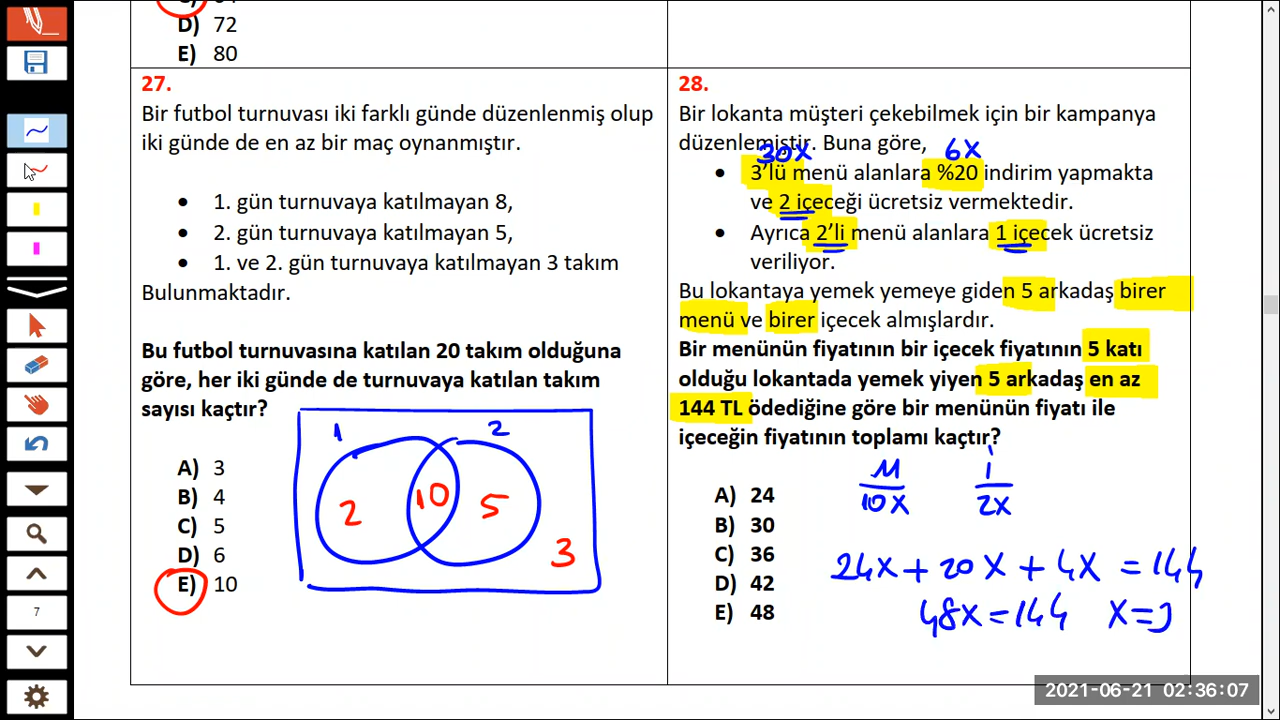 D) 72
E) 80
27.
Bir futbol turnuvası iki farklı günde düzenlenmiş olup
iki günde de en az bir maç oynanmıştır.
• 1. gün turnuvaya katılmayan 8,
• 2. gün turnuvaya katılmayan 5,
• 1. ve 2. gün turnuvaya katılmayan 3 takım
Bulunmaktadır.
Bu futbol turnuvasına katılan 20 takım olduğuna
göre, her iki günde de turnuvaya katılan takım
sayısı kaçtır?
1 2
A) 3
B) 4
C) 5
D) 6
E) 10
2 10 5
3
28.
Bir lokanta müşteri çekebilmek için bir kampanya
düzenlemiştir. Buna göre,
30X 6X
• 3'lü menü alanlara %20 indirim yapmakta
ve 2 içeceği ücretsiz vermektedir.
• Ayrıca 2'li menü alanlara 1 içecek ücretsiz
veriliyor.
Bu lokantaya yemek yemeye giden 5 arkadaş birer
menü ve birer içecek almışlardır.
Bir menünün fiyatının bir içecek fiyatının 5 katı
olduğu lokantada yemek yiyen 5 arkadaş en az
144 TL ödediğine göre bir menünün fiyatı ile
içeceğin fiyatının toplamı kaçtır?
M İ
10X 2X
A) 24
B) 30
C) 36
D) 42
E) 48
24X + 20X + 4X = 144
48X = 144 X = 3
7
2021-06-21 02:36:07